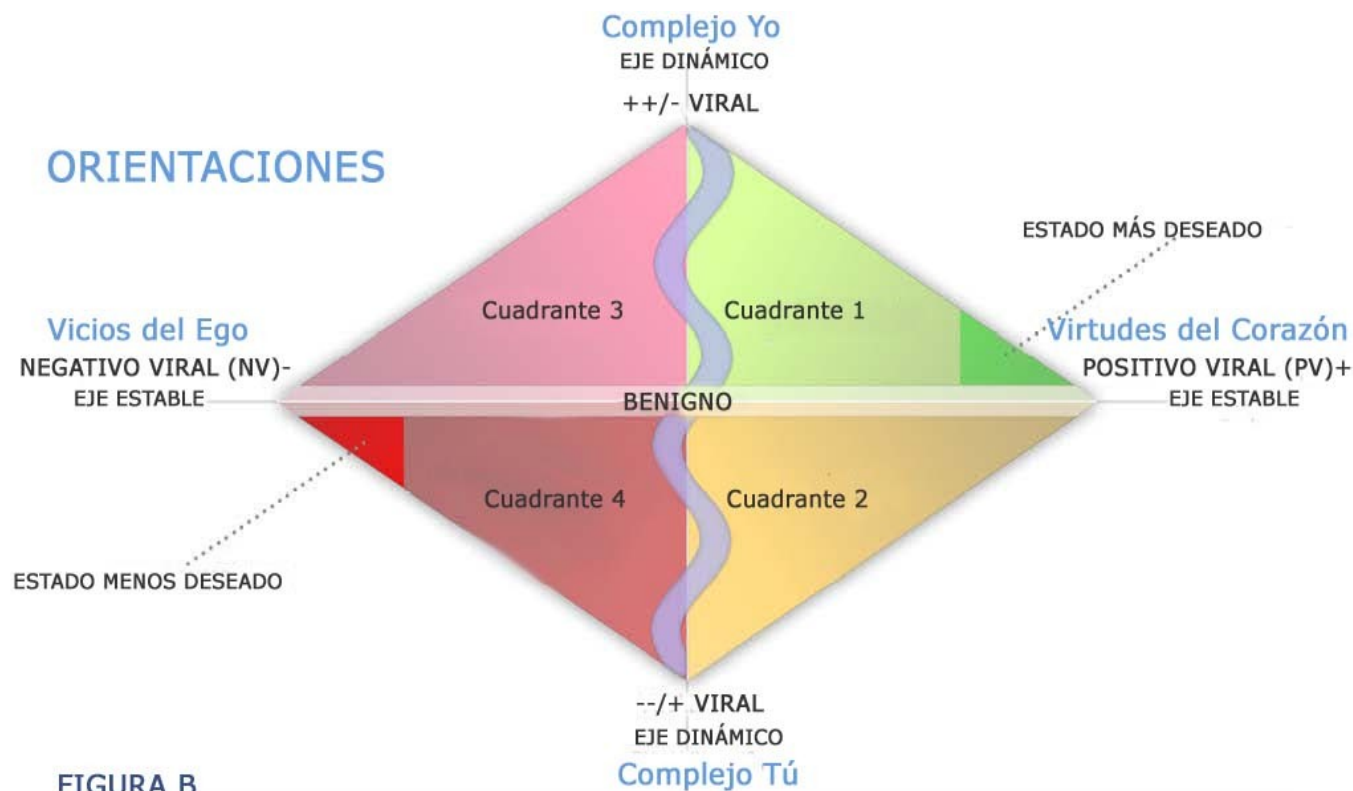 Complejo Yo
EJE DINÁMICO
++/- VIRAL
ORIENTACIONES
ESTADO MÁS DESEADO
Cuadrante 3
Cuadrante 1
Vicios del Ego
Virtudes del Corazón
NEGATIVO VIRAL (NV)-
POSITIVO VIRAL (PV)+
EJE ESTABLE
BENIGNO
EJE ESTABLE
Cuadrante 4
Cuadrante 2
ESTADO MENOS DESEADO
--/+ VIRAL
EJE DINÁMICO
Complejo Tú
FIGURA B